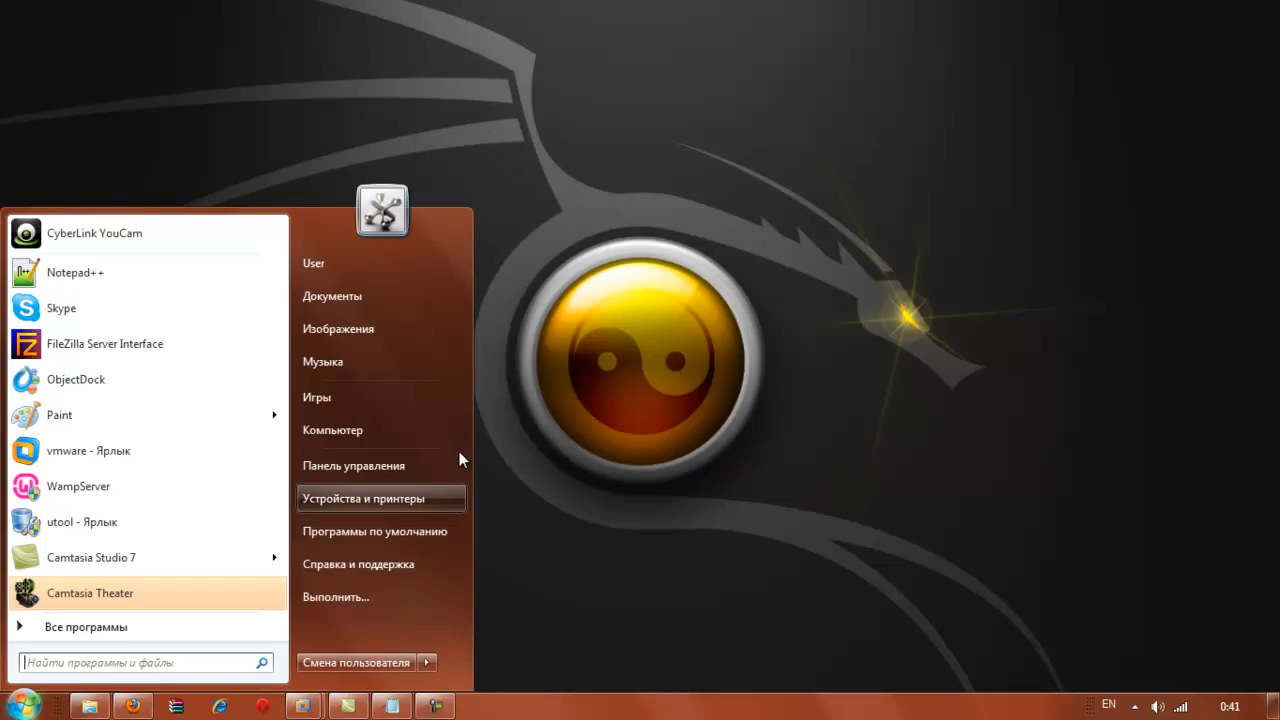 CyberLink YouCam
Notepad++
Skype
FileZilla Server Interface
ObjectDock
Paint
vmware - Ярлык
WampServer
utool - Ярлык
Camtasia Studio 7
Camtasia Theater
Все программы
Найти программы и файлы
User
Документы
Изображения
Музыка
Игры
Компьютер
Панель управления
Устройства и принтеры
Программы по умолчанию
Справка и поддержка
Выполнить...
Смена пользователя
EN
0:41